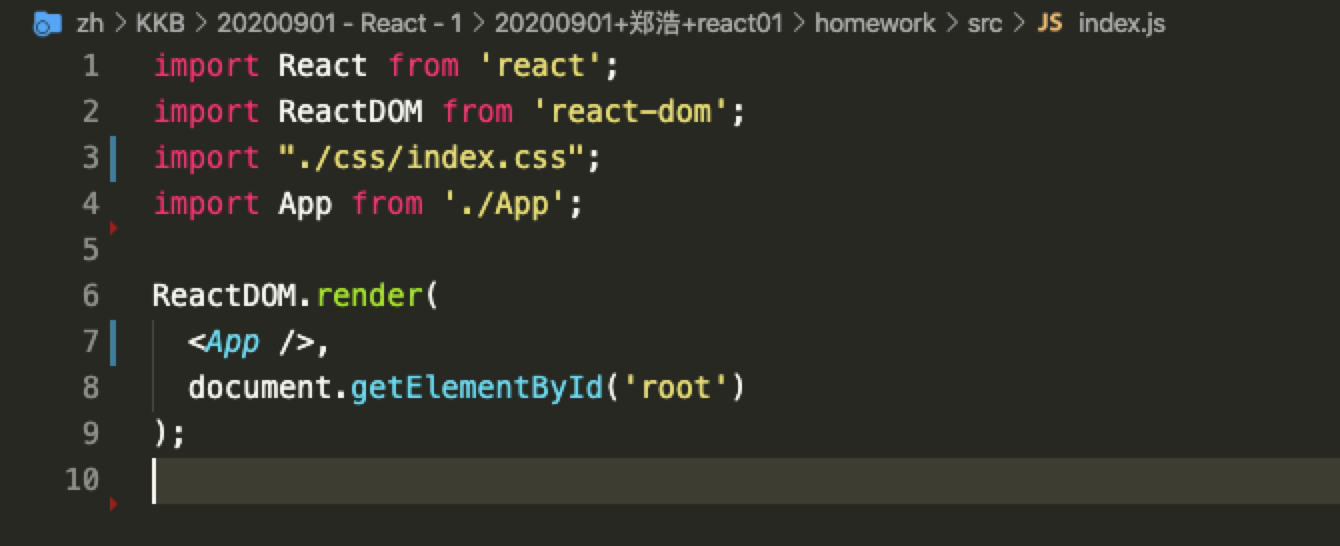 zh > KKB > 20200901 - React - 1 > 20200901+郑浩+react01 > homework > src > JS index.js
1 import React from 'react';
2 import ReactDOM from 'react-dom';
3 import "./css/index.css";
4 import App from './App';
5
6 ReactDOM.render(
7   <App />,
8   document.getElementById('root')
9 );
10